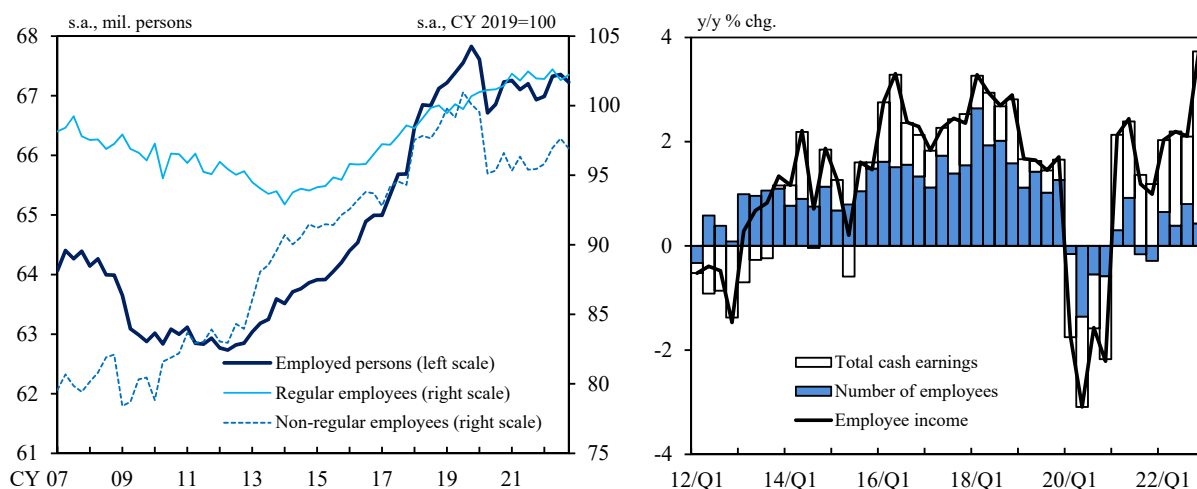 s.a., mil. persons
s.a., CY 2019=100
68
67
66
65
64
63
62
61
105
100
95
90
85
80
75
Employed persons (left scale)
Regular employees (right scale)
Non-regular employees (right scale)
CY 07 09 11 13 15 17 19 21
y/y % chg.
4
2
0
-2
-4
Total cash earnings
Number of employees
Employee income
12/Q1 14/Q1 16/Q1 18/Q1 20/Q1 22/Q1